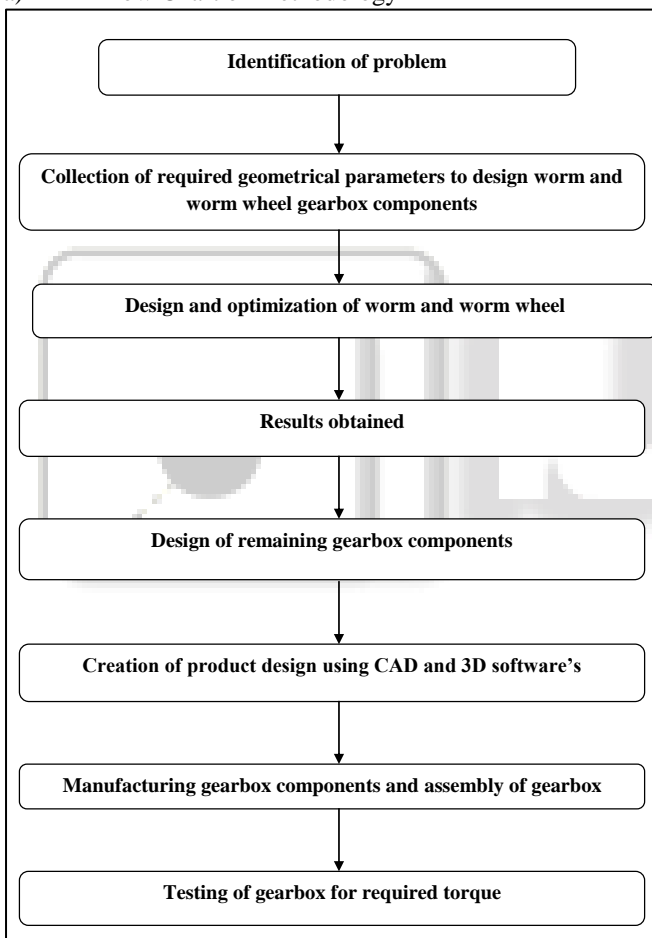 a)
Identification of problem
Collection of required geometrical parameters to design worm and
worm wheel gearbox components
Design and optimization of worm and worm wheel
Results obtained
Design of remaining gearbox components
Creation of product design using CAD and 3D software’s
Manufacturing gearbox components and assembly of gearbox
Testing of gearbox for required torque